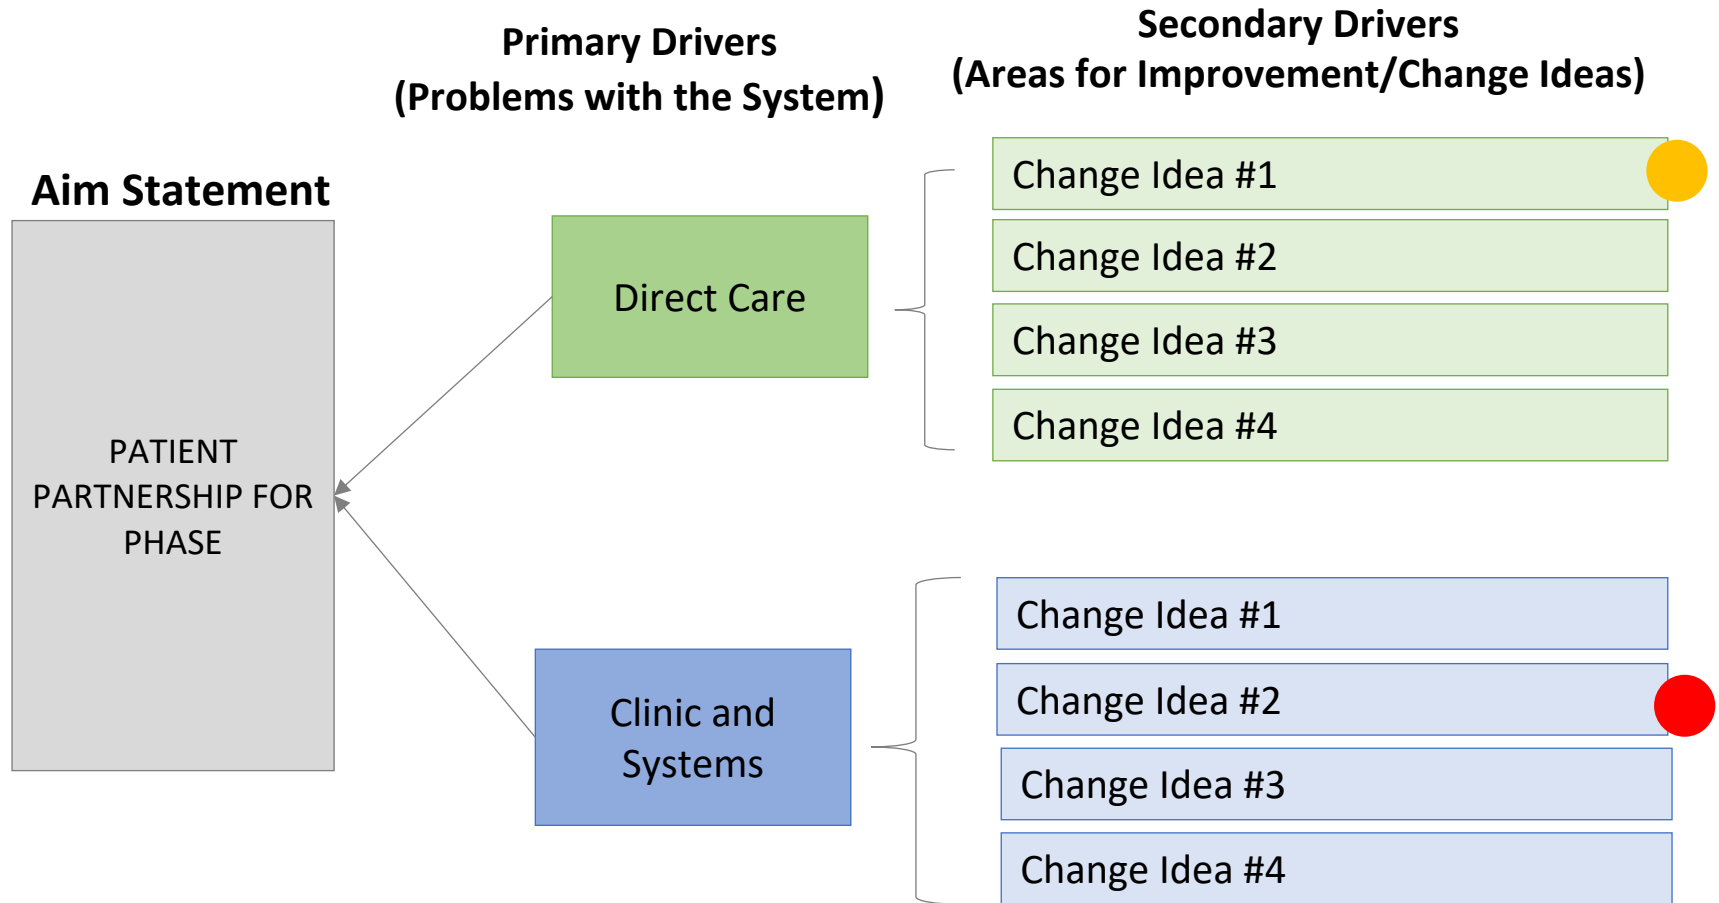 Primary Drivers
(Problems with the System)
Secondary Drivers
(Areas for Improvement/Change Ideas)
Aim Statement
PATIENT
PARTNERSHIP FOR
PHASE
Direct Care
Change Idea #1
Change Idea #2
Change Idea #3
Change Idea #4
Clinic and
Systems
Change Idea #1
Change Idea #2
Change Idea #3
Change Idea #4